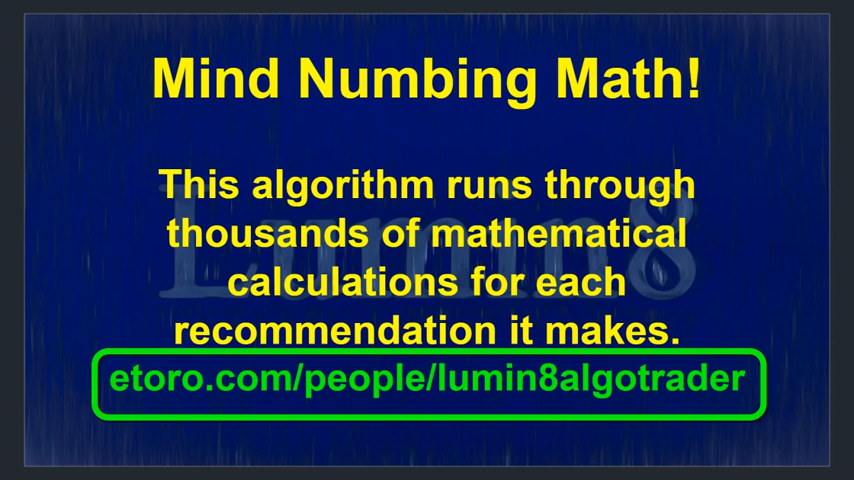 Mind Numbing Math!
This algorithm runs through
thousands of mathematical
calculations for each
recommendation it makes.
etoro.com/people/lumin8algotrader
Lumin8